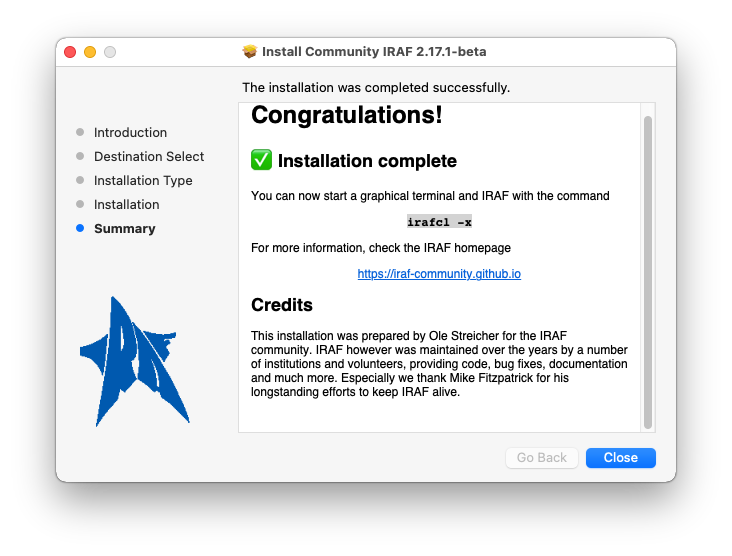 Install Community IRAF 2.17.1-beta
The installation was completed successfully.
Introduction
Destination Select
Installation Type
Installation
Summary
Congratulations!
✅ Installation complete
You can now start a graphical terminal and IRAF with the command
irafcl -x
For more information, check the IRAF homepage
https://iraf-community.github.io
Credits
This installation was prepared by Ole Streicher for the IRAF
community. IRAF however was maintained over the years by a number
of institutions and volunteers, providing code, bug fixes, documentation
and much more. Especially we thank Mike Fitzpatrick for his
longstanding efforts to keep IRAF alive.
IRAF
Go Back
Close